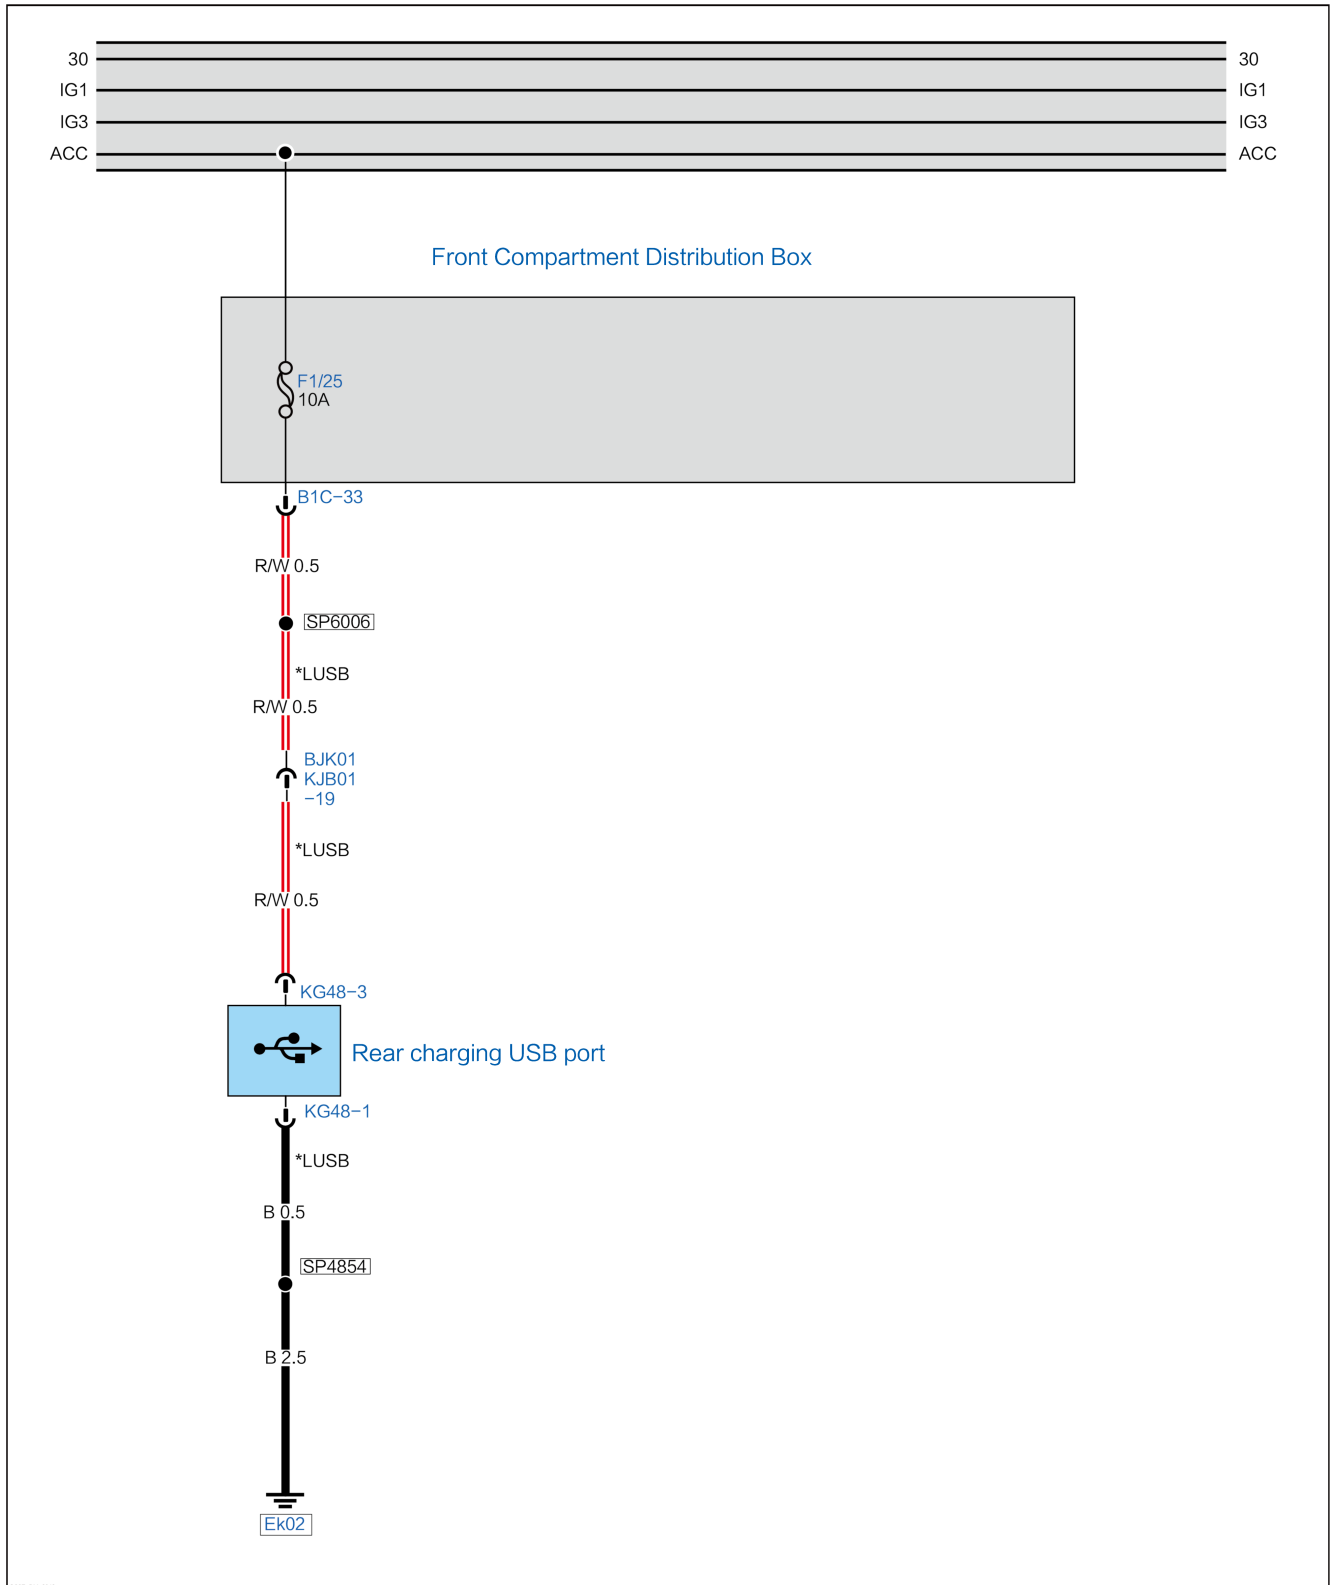 30 30
IG1 IG1
IG3 IG3
ACC ACC
Front Compartment Distribution Box
F1/25
10A
B1C-33
R/W 0.5
SP6006
*LUSB
R/W 0.5
BJK01
KJB01
-19
*LUSB
R/W 0.5
KG48-3
Rear charging USB port
KG48-1
*LUSB
B 0.5
SP4854
B 2.5
Ek02